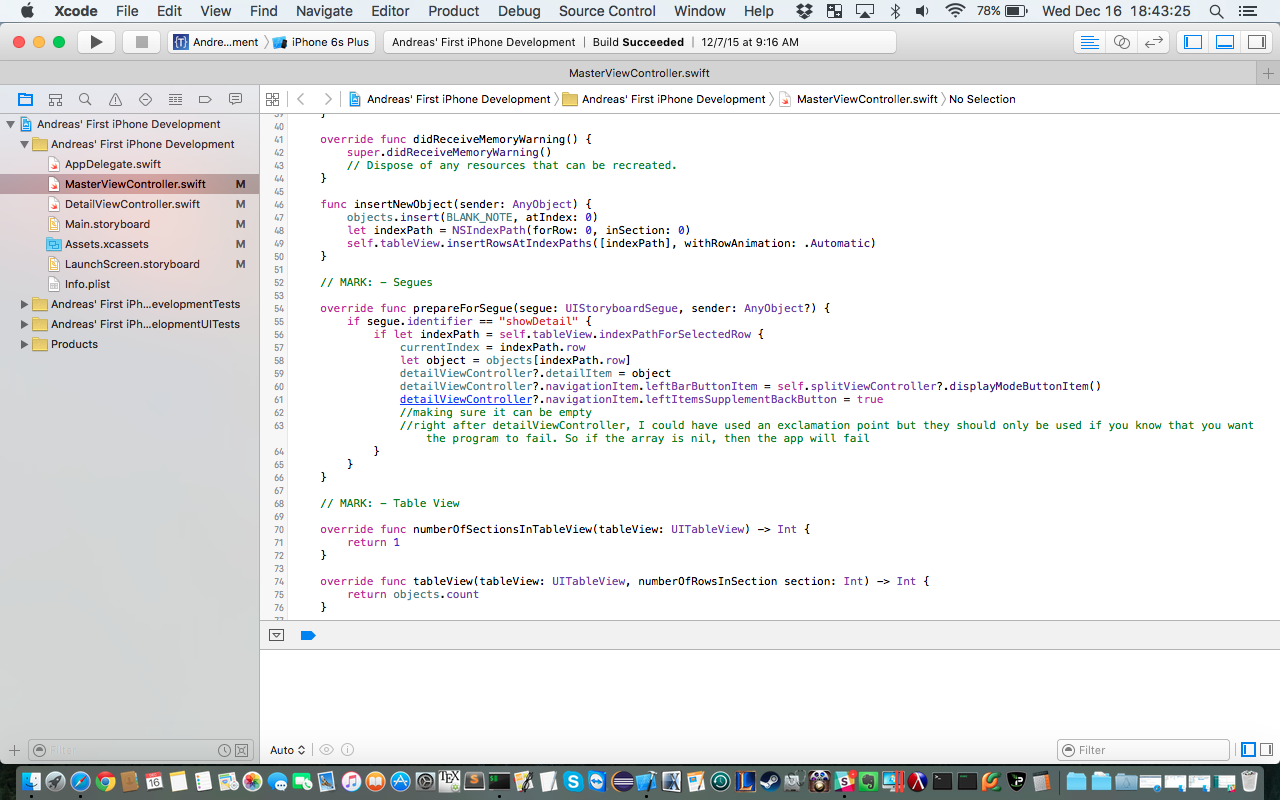 Xcode File Edit View Find Navigate Editor Product Debug Source Control Window Help 78% Wed Dec 16 18:43:25
Andre...ment iPhone 6s Plus Andreas' First iPhone Development | Build Succeeded | 12/7/15 at 9:16 AM
MasterViewController.swift
Andreas' First iPhone Development Andreas' First iPhone Development MasterViewController.swift No Selection
Andreas' First iPhone Development
Andreas' First iPhone Development
AppDelegate.swift
MasterViewController.swift M
DetailViewController.swift M
Main.storyboard M
Assets.xcassets M
LaunchScreen.storyboard M
Info.plist
Andreas' First iPh...evelopmentTests
Andreas' First iPh...elopmentUITests
Products
39 }
40
41 override func didReceiveMemoryWarning() {
42 super.didReceiveMemoryWarning()
43 // Dispose of any resources that can be recreated.
44 }
45
46 func insertNewObject(sender: AnyObject) {
47 objects.insert(BLANK_NOTE, atIndex: 0)
48 let indexPath = NSIndexPath(forRow: 0, inSection: 0)
49 self.tableView.insertRowsAtIndexPaths([indexPath], withRowAnimation: .Automatic)
50 }
51
52 // MARK: - Segues
53
54 override func prepareForSegue(segue: UIStoryboardSegue, sender: AnyObject?) {
55 if segue.identifier == "showDetail" {
56 if let indexPath = self.tableView.indexPathForSelectedRow {
57 currentIndex = indexPath.row
58 let object = objects[indexPath.row]
59 detailViewController?.detailItem = object
60 detailViewController?.navigationItem.leftBarButtonItem = self.splitViewController?.displayModeButtonItem()
61 detailViewController?.navigationItem.leftItemsSupplementBackButton = true
62 //making sure it can be empty
63 //right after detailViewController, I could have used an exclamation point but they should only be used if you know that you want
the program to fail. So if the array is nil, then the app will fail
64 }
65 }
66 }
67
68 // MARK: - Table View
69
70 override func numberOfSectionsInTableView(tableView: UITableView) -> Int {
71 return 1
72 }
73
74 override func tableView(tableView: UITableView, numberOfRowsInSection section: Int) -> Int {
75 return objects.count
76 }
77
Filter Auto Filter
16